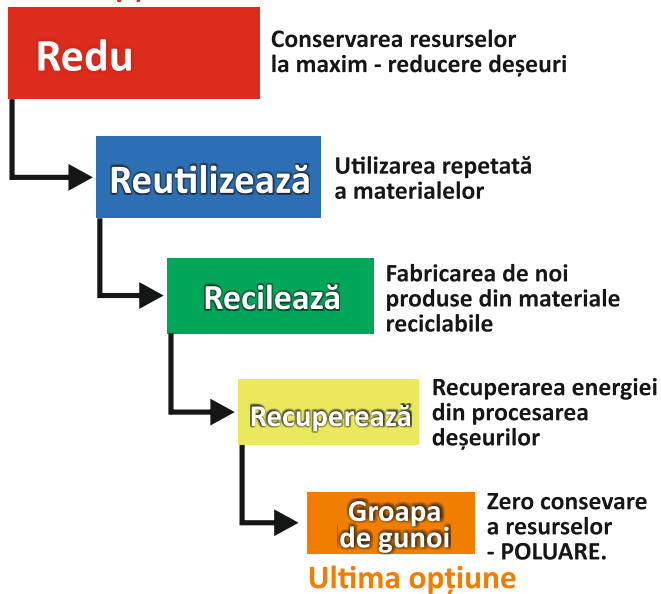 Redu
Conservarea resurselor
la maxim - reducere deșeuri
Reutilizează
Utilizarea repetată
a materialelor
Recilează
Fabricarea de noi
produse din materiale
reciclabile
Recuperează
Recuperarea energiei
din procesarea
deșeurilor
Groapa
de gunoi
Zero consevare
a resurselor
- POLUARE.
Ultima opțiune